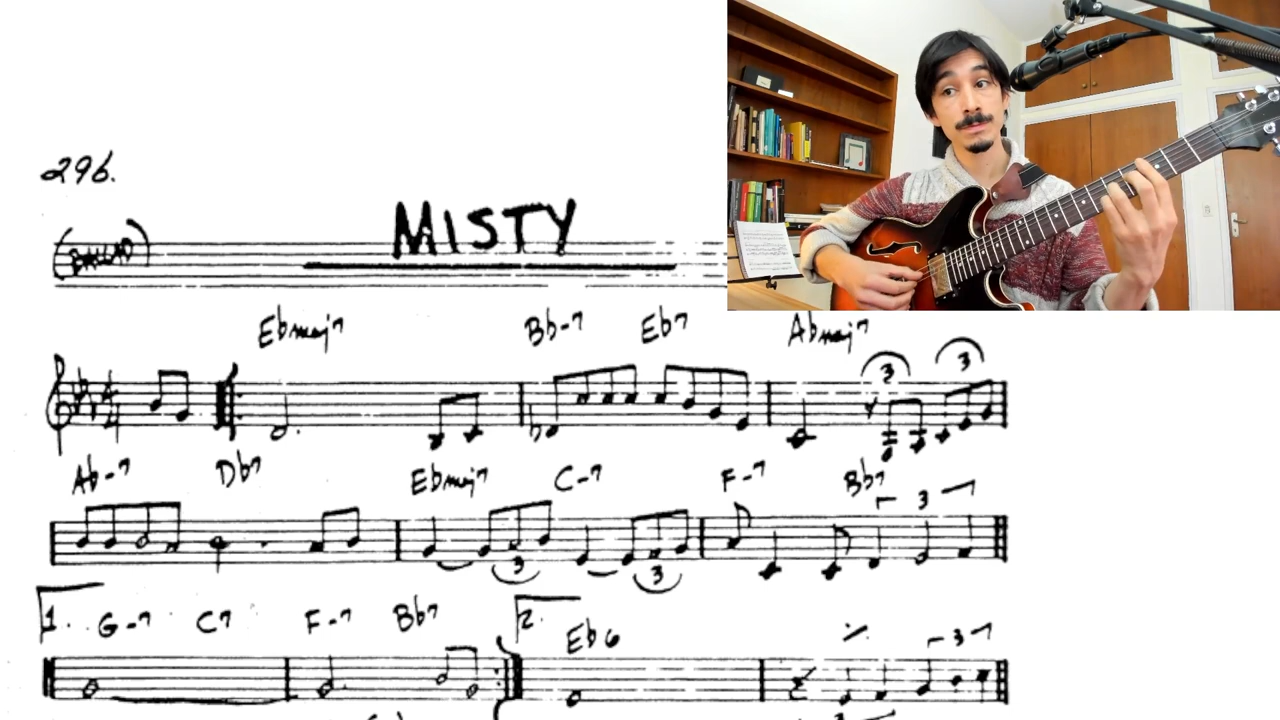 296.
(BALLAD)
MISTY
Ebmaj7 Bb-7 Eb7 Abmaj7
3 3
Ab-7 Db7 Ebmaj7 C-7 F-7 Bb7
3 3 3
1. G-7 C7 F-7 Bb7 2. Eb6
3